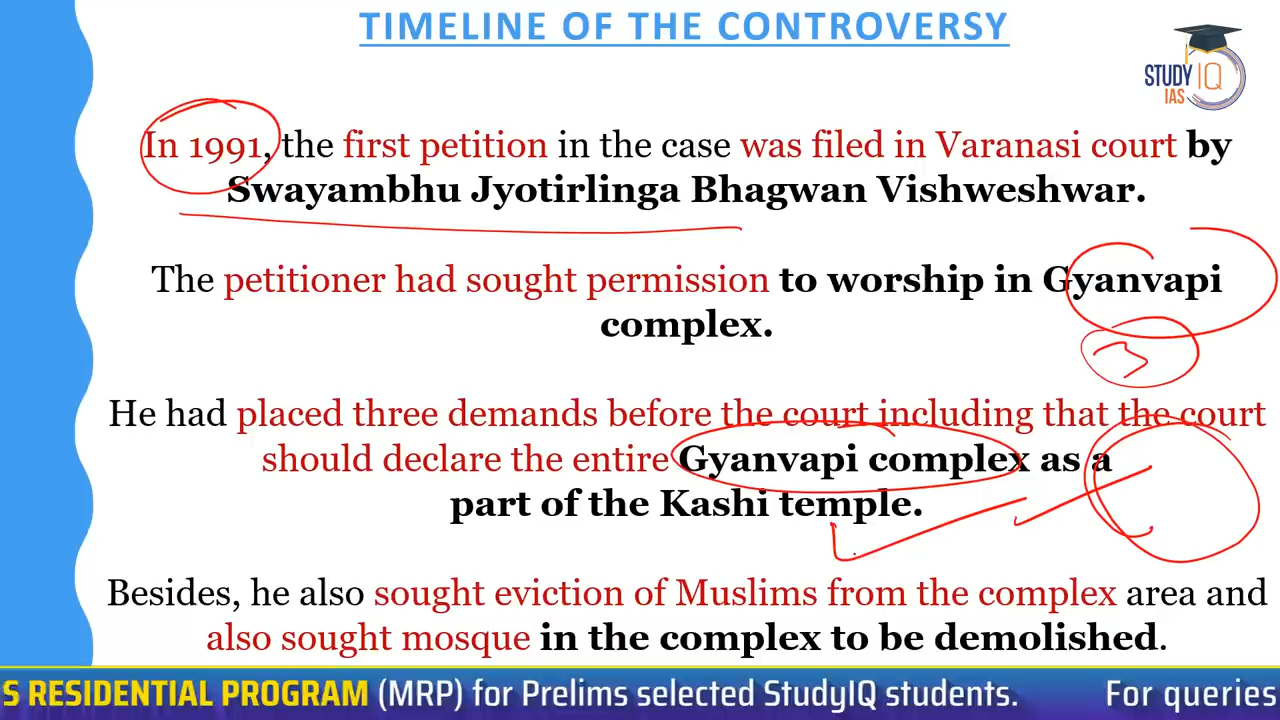 TIMELINE OF THE CONTROVERSY
STUDY IQ
IAS
In 1991, the first petition in the case was filed in Varanasi court by
Swayambhu Jyotirlinga Bhagwan Vishweshwar.
The petitioner had sought permission to worship in Gyanvapi
complex.
3
He had placed three demands before the court including that the court
should declare the entire Gyanvapi complex as a
part of the Kashi temple.
Besides, he also sought eviction of Muslims from the complex area and
also sought mosque in the complex to be demolished.
S RESIDENTIAL PROGRAM (MRP) for Prelims selected StudyIQ students. For queries